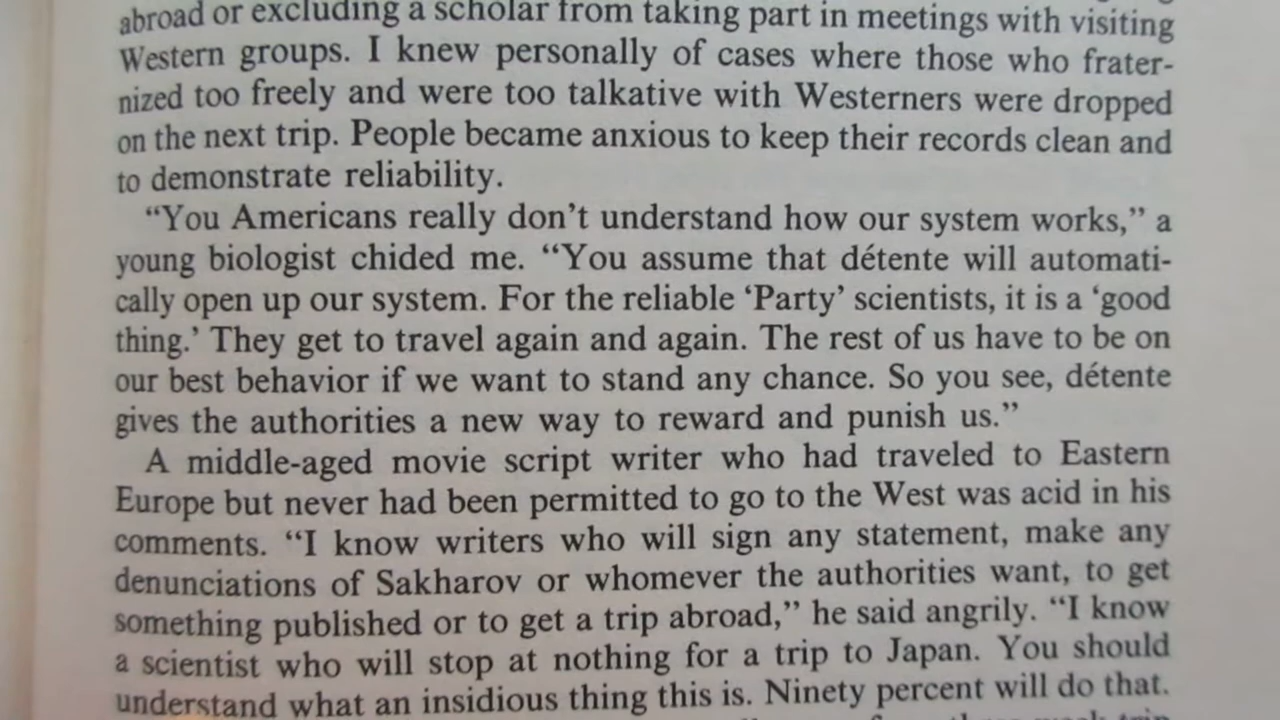 abroad or excluding a scholar from taking part in meetings with visiting
Western groups. I knew personally of cases where those who frater-
nized too freely and were too talkative with Westerners were dropped
on the next trip. People became anxious to keep their records clean and
to demonstrate reliability.
“You Americans really don’t understand how our system works,” a
young biologist chided me. “You assume that détente will automati-
cally open up our system. For the reliable ‘Party’ scientists, it is a ‘good
thing.’ They get to travel again and again. The rest of us have to be on
our best behavior if we want to stand any chance. So you see, détente
gives the authorities a new way to reward and punish us.”
A middle-aged movie script writer who had traveled to Eastern
Europe but never had been permitted to go to the West was acid in his
comments. “I know writers who will sign any statement, make any
denunciations of Sakharov or whomever the authorities want, to get
something published or to get a trip abroad,” he said angrily. “I know
a scientist who will stop at nothing for a trip to Japan. You should
understand what an insidious thing this is. Ninety percent will do that.